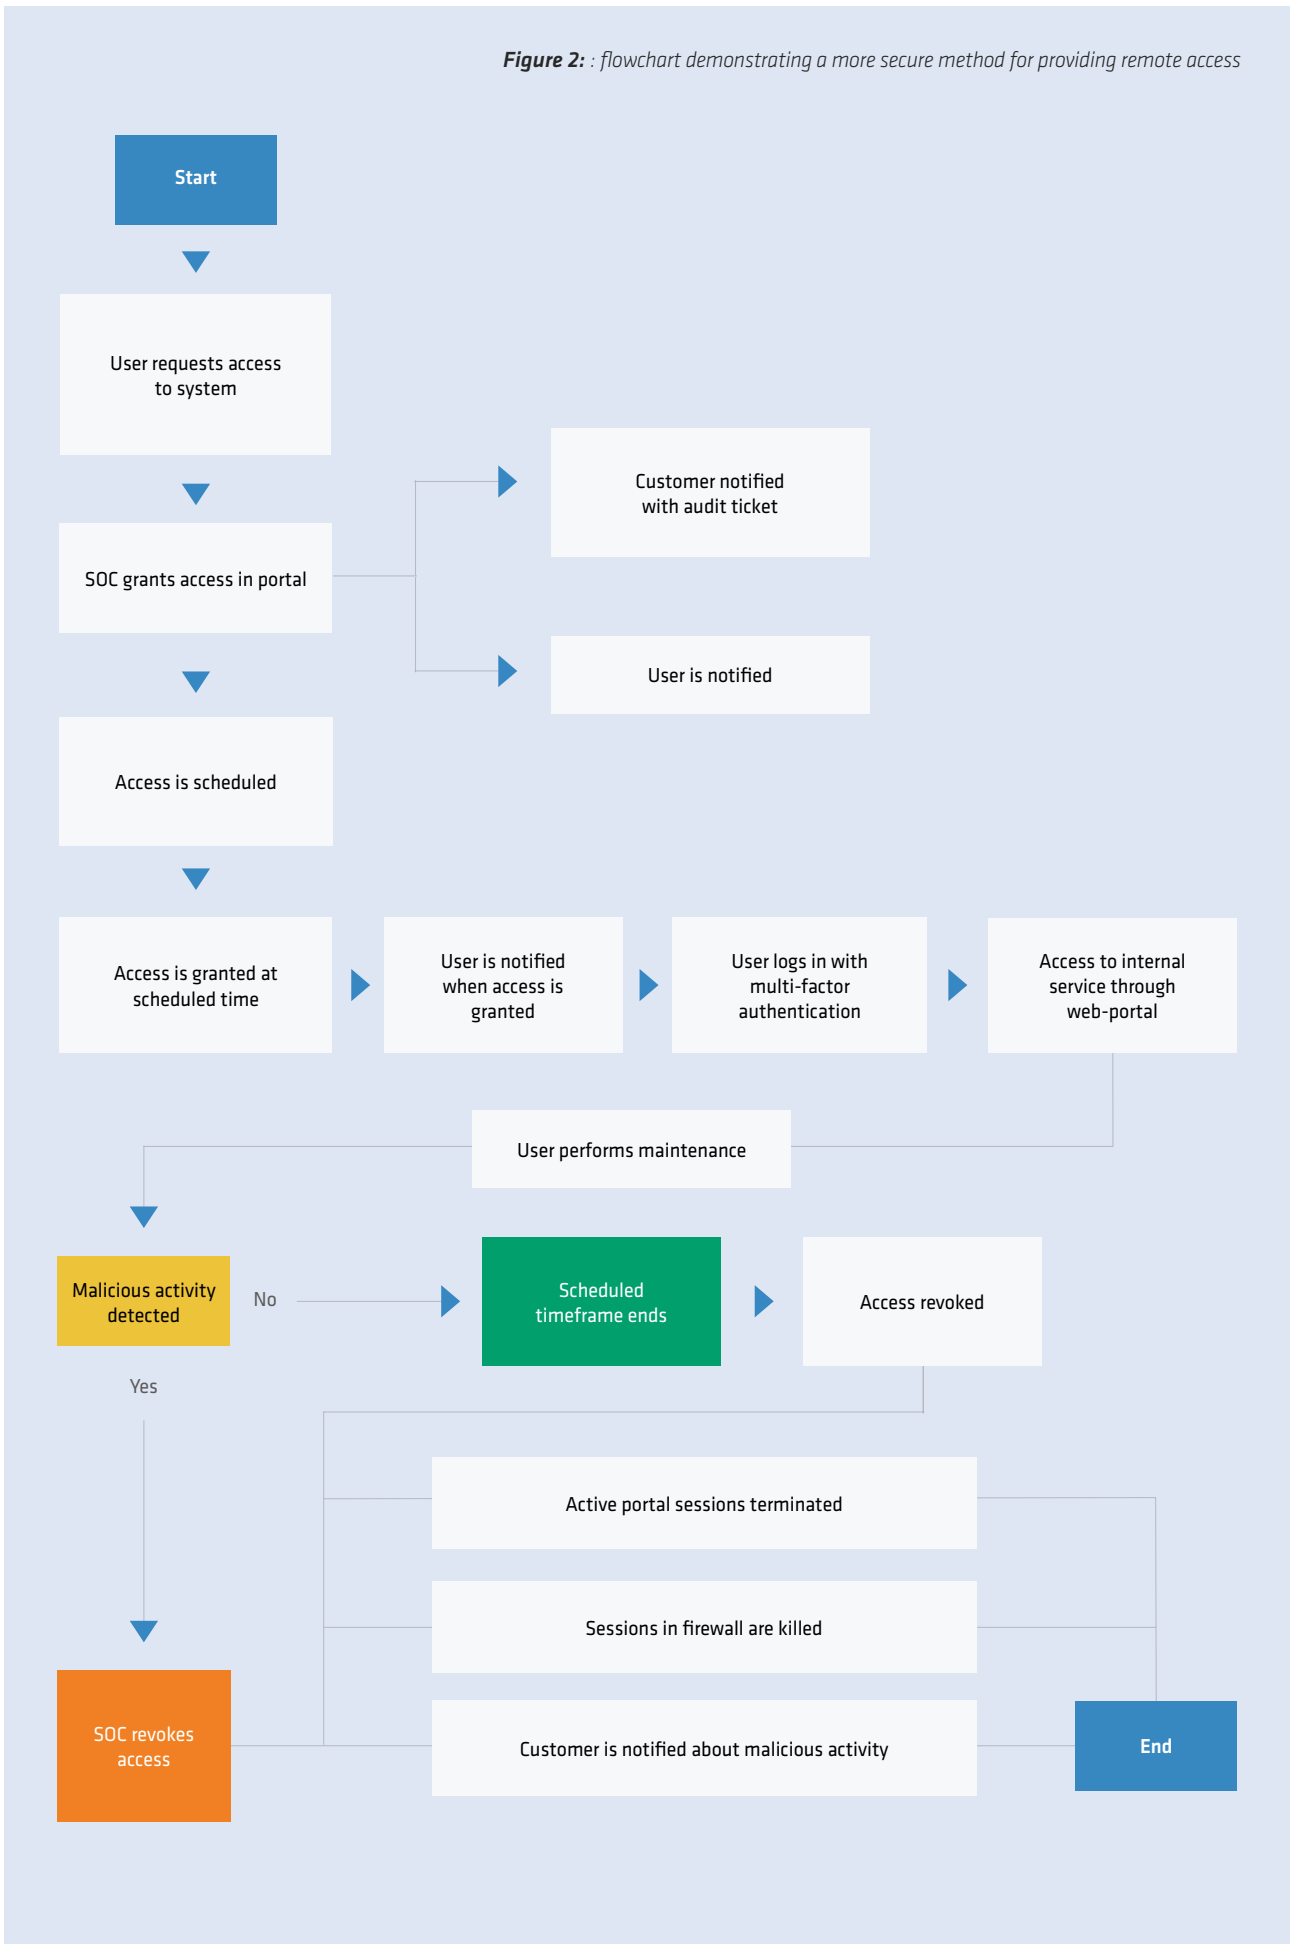 Figure 2: : flowchart demonstrating a more secure method for providing remote access
Start
User requests access
to system
Customer notified
with audit ticket
SOC grants access in portal
User is notified
Access is scheduled
Access is granted at
scheduled time
User is notified
when access is
granted
User logs in with
multi-factor
authentication
Access to internal
service through
web-portal
User performs maintenance
Malicious activity
detected
No
Scheduled
timeframe ends
Access revoked
Yes
Active portal sessions terminated
Sessions in firewall are killed
SOC revokes
access
Customer is notified about malicious activity
End